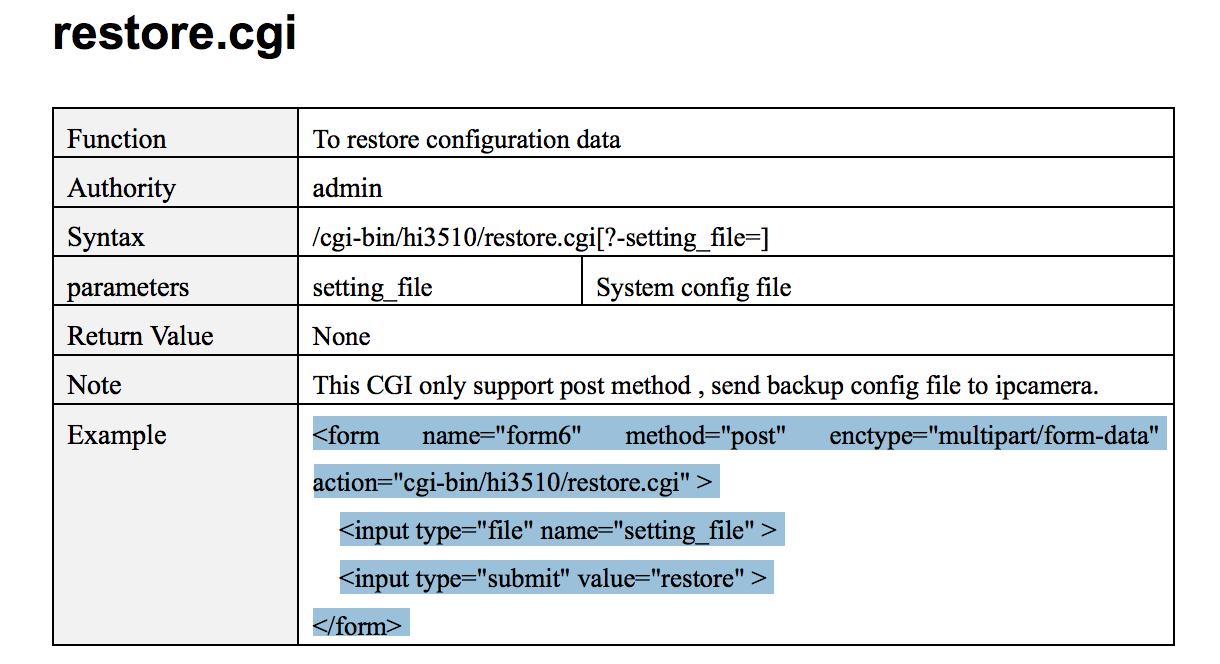 restore.cgi
Function To restore configuration data
Authority admin
Syntax /cgi-bin/hi3510/restore.cgi[?-setting_file=]
parameters setting_file System config file
Return Value None
Note This CGI only support post method , send backup config file to ipcamera.
Example <form name="form6" method="post" enctype="multipart/form-data"
action="cgi-bin/hi3510/restore.cgi" >
<input type="file" name="setting_file" >
<input type="submit" value="restore" >
</form>